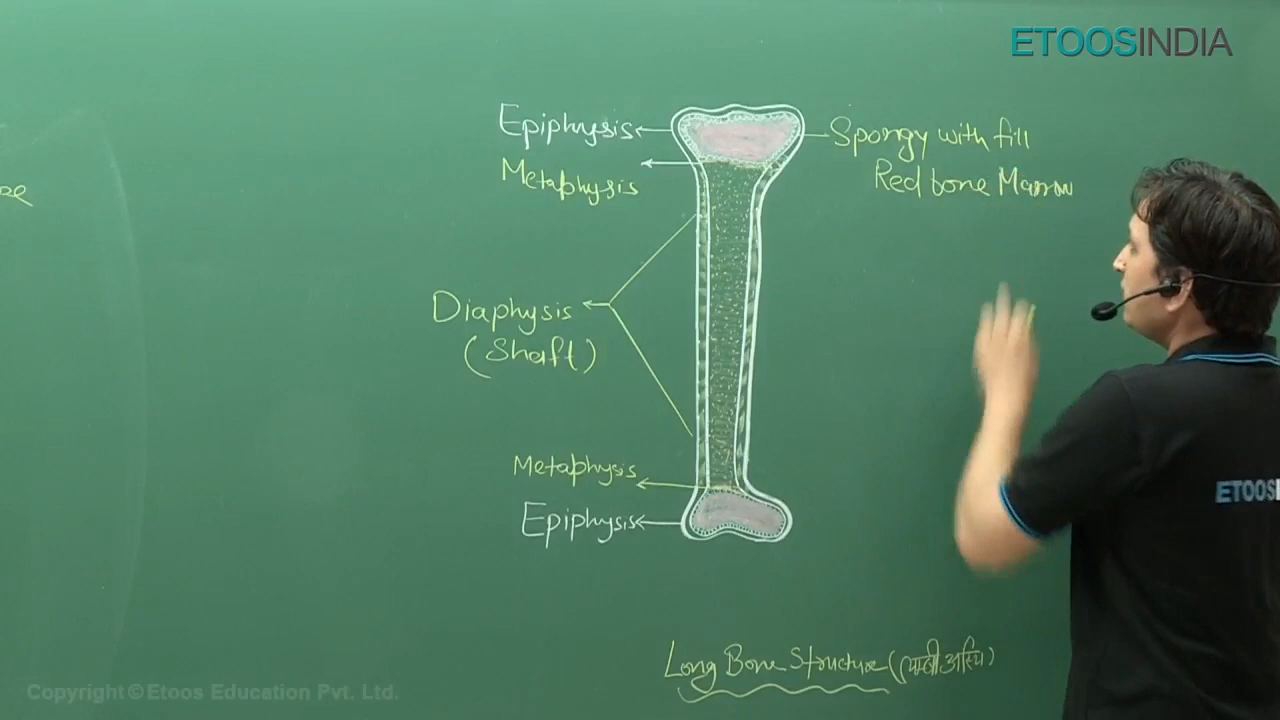 ETOOSINDIA
Epiphysis
Spongy with fill
Red bone Marrow
Metaphysis
Diaphysis
(Shaft)
Metaphysis
Epiphysis
ETOOSI
Long Bone Structure (लम्बी अस्थि)
Copyright © Etoos Education Pvt. Ltd.